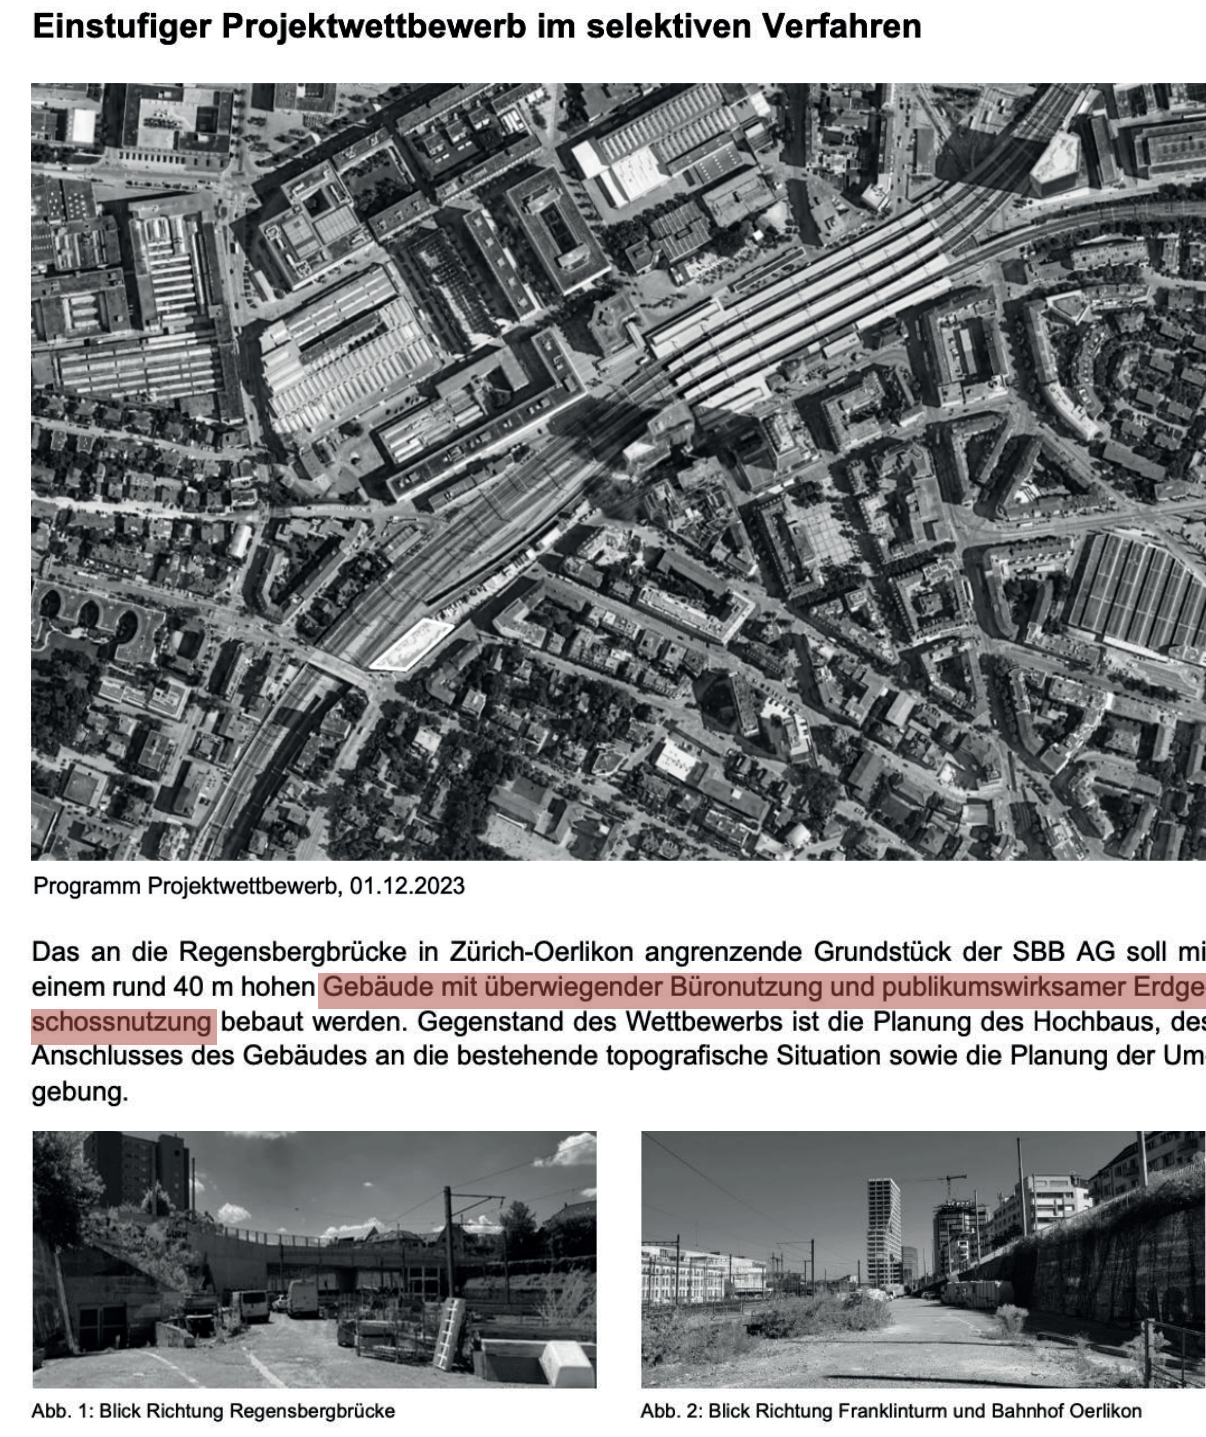 Einstufiger Projektwettbewerb im selektiven Verfahren
Programm Projektwettbewerb, 01.12.2023
Das an die Regensbergbrücke in Zürich-Oerlikon angrenzende Grundstück der SBB AG soll mi
einem rund 40 m hohen Gebäude mit überwiegender Büronutzung und publikumswirksamer Erdge
schossnutzung bebaut werden. Gegenstand des Wettbewerbs ist die Planung des Hochbaus, des
Anschlusses des Gebäudes an die bestehende topografische Situation sowie die Planung der Um-
gebung.
Abb. 1: Blick Richtung Regensbergbrücke
Abb. 2: Blick Richtung Franklinturm und Bahnhof Oerlikon